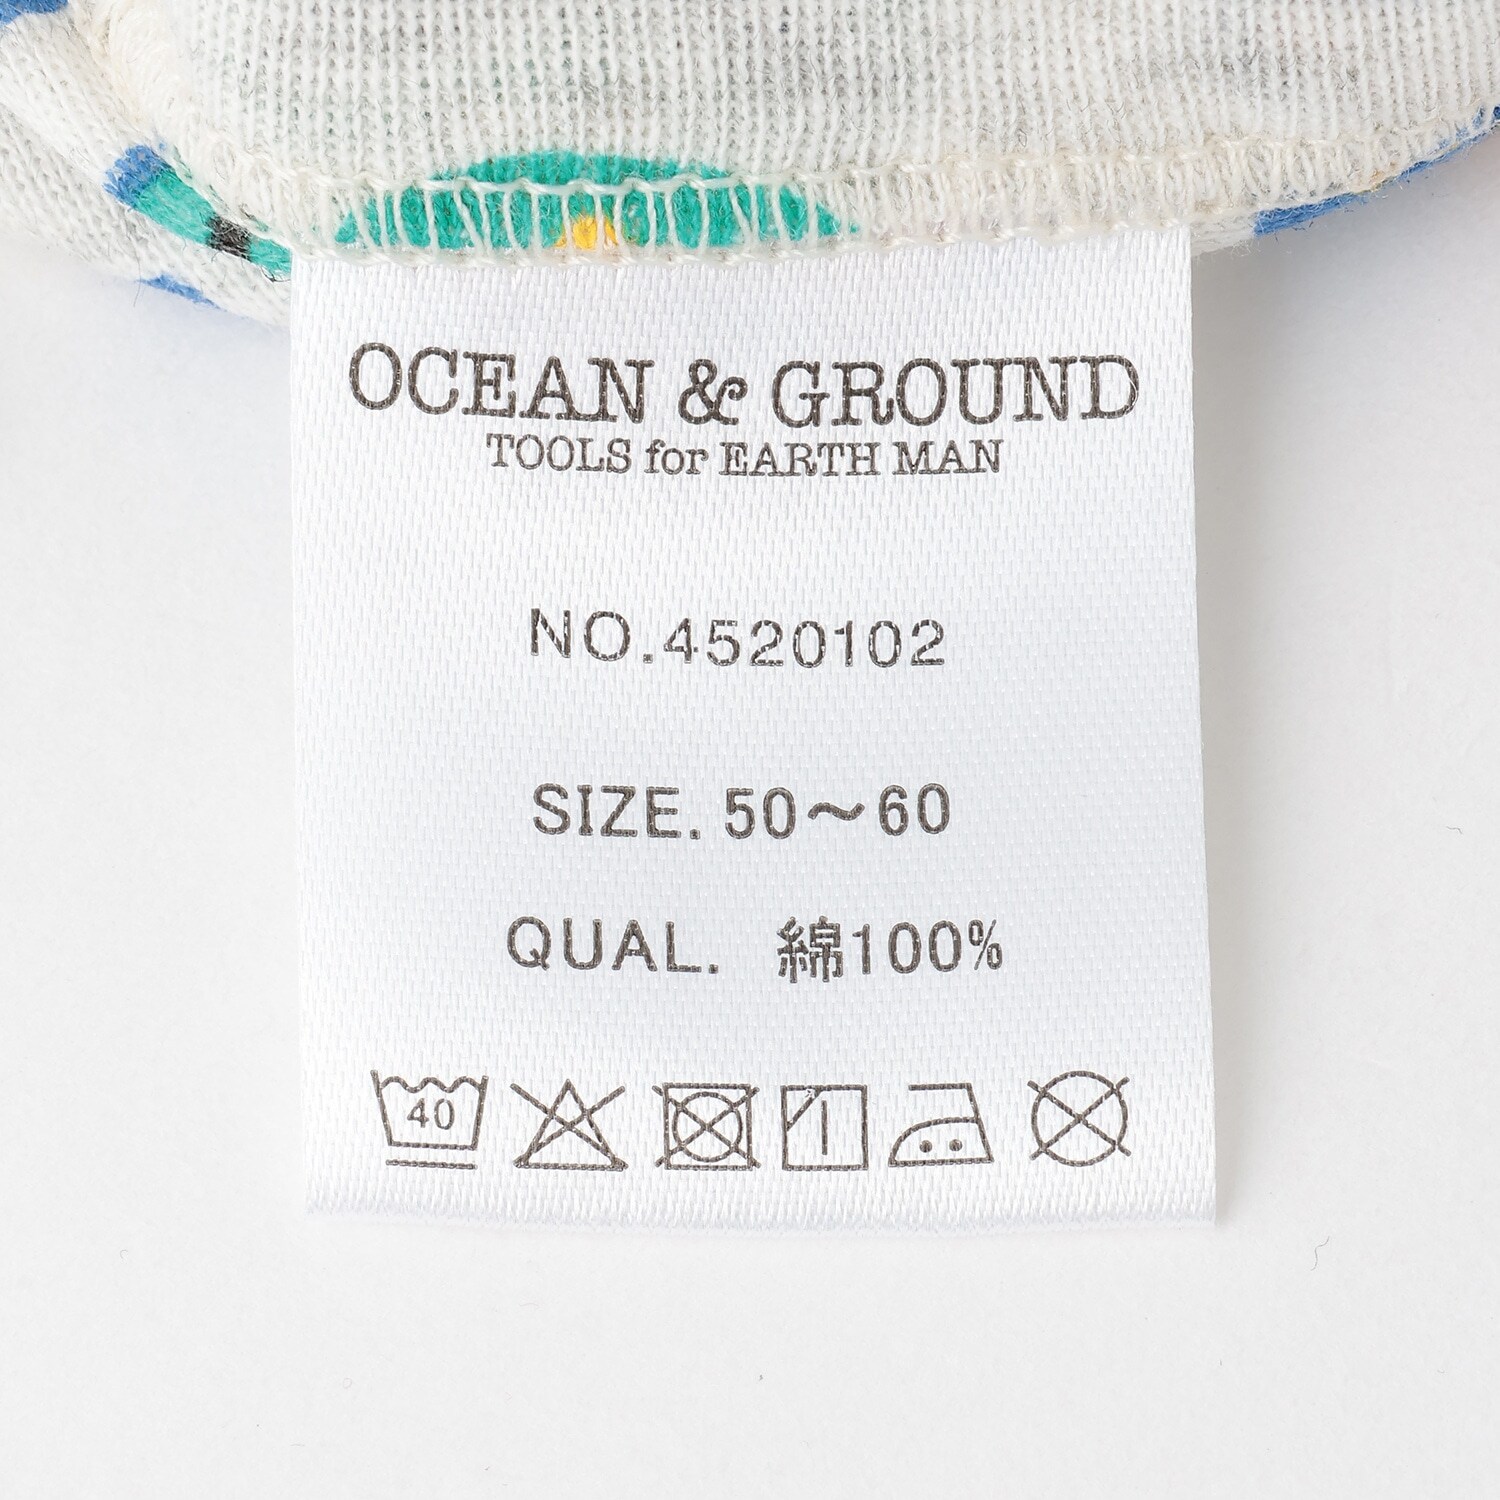 OCEAN & GROUND
TOOLS for EARTH MAN
NO.4520102
SIZE. 50～60
QUAL. 綿100%
40